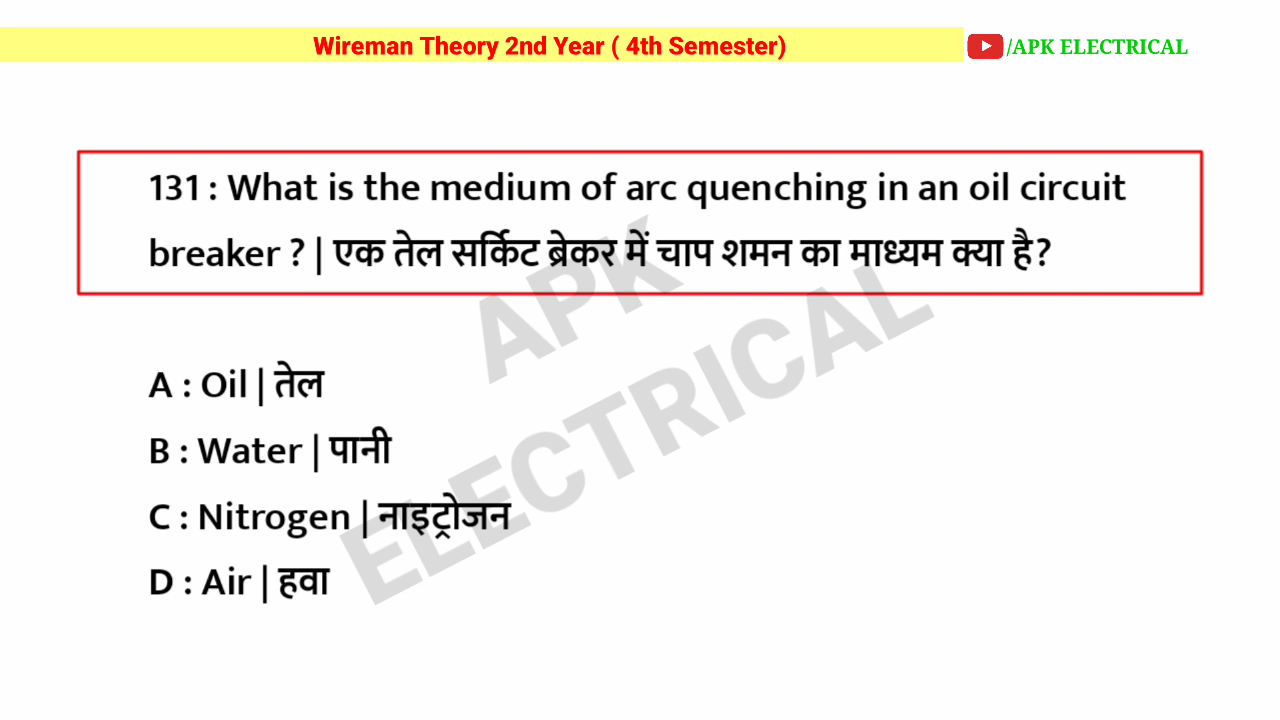 Wireman Theory 2nd Year ( 4th Semester)
/APK ELECTRICAL
131 : What is the medium of arc quenching in an oil circuit
breaker ? | एक तेल सर्किट ब्रेकर में चाप शमन का माध्यम क्या है?
APK
ELECTRICAL
A : Oil | तेल
B : Water | पानी
C : Nitrogen | नाइट्रोजन
D : Air | हवा